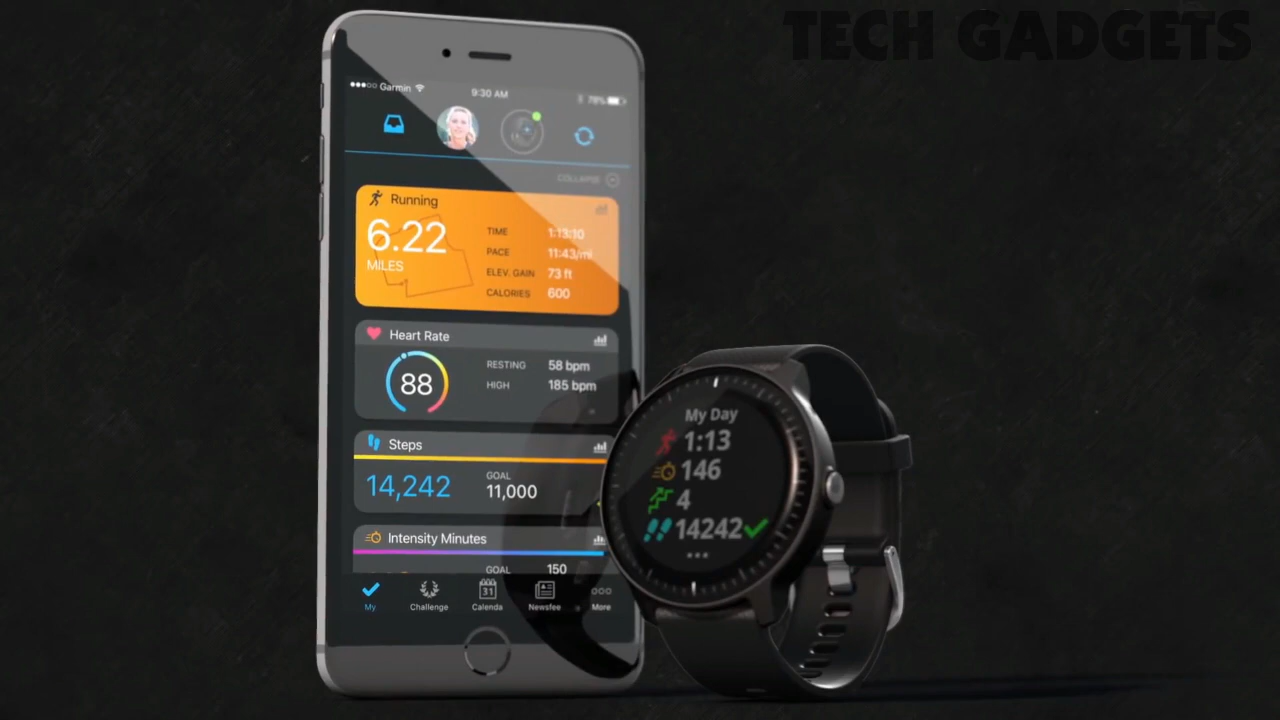 TECH GADGETS
Garmin
9:30 AM
78%
COLLAPSE
Running
6.22
MILES
TIME 1:13:10
PACE 11:43/mi
ELEV. GAIN 73 ft
CALORIES 600
Heart Rate
88
RESTING 58 bpm
HIGH 185 bpm
Steps
14,242
GOAL
11,000
Intensity Minutes
GOAL 150
31
My Challenge Calenda Newsfee More
My Day
1:13
146
4
14242